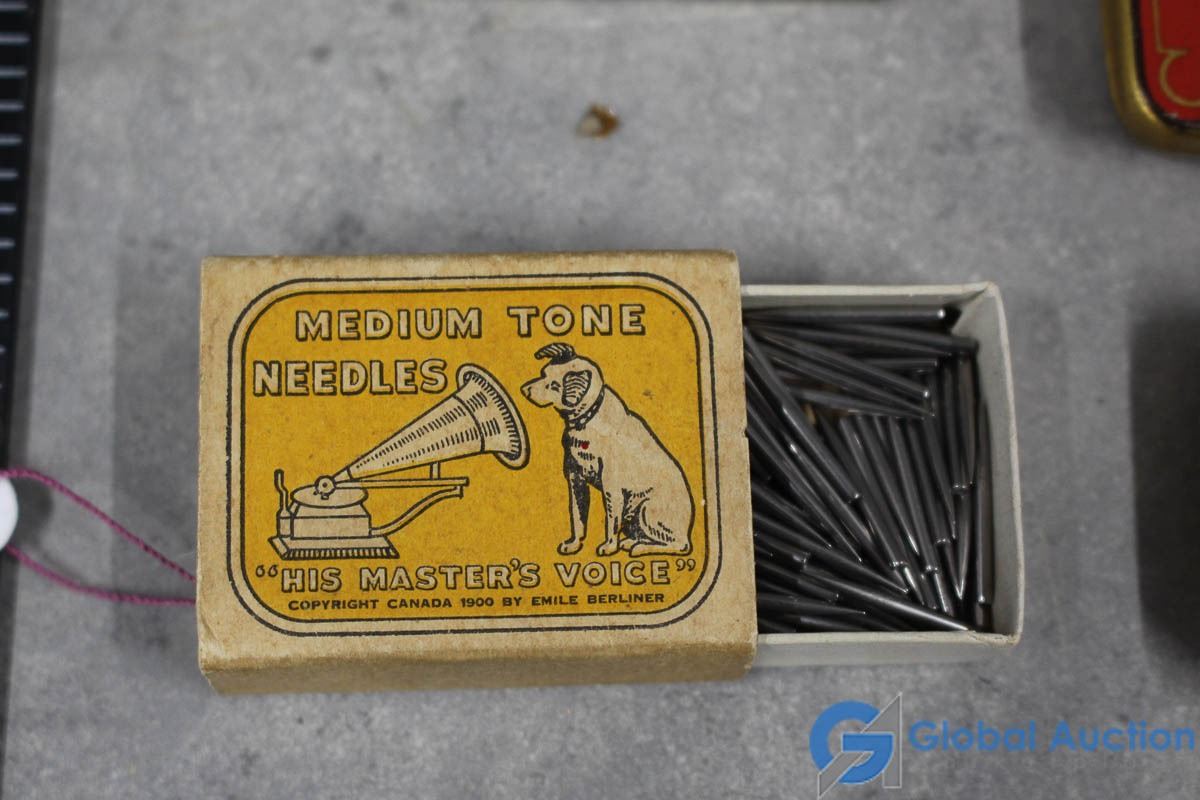 MEDIUM TONE
NEEDLES
“HIS MASTER'S VOICE”
COPYRIGHT CANADA 1900 BY EMILE BERLINER
Global Auction